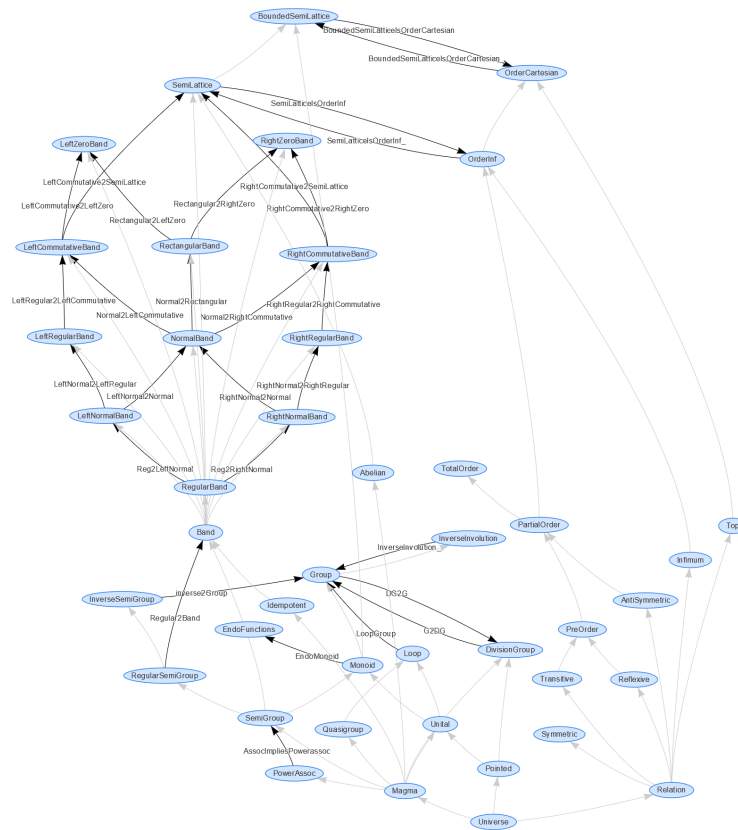 BoundedSemiLattice
BoundedSemiLatticeIsOrderCartesian
BoundedSemiLatticeIsOrderCartesian_
OrderCartesian
SemiLattice
SemiLatticeIsOrderInf
LeftZeroBand
RightZeroBand
SemiLatticeIsOrderInf_
OrderInf
LeftCommutative2SemiLattice
RightCommutative2SemiLattice
LeftCommutative2LeftZero
Rectangular2RightZero
RightCommutative2RightZero
Rectangular2LeftZero
LeftCommutativeBand
RectangularBand
RightCommutativeBand
LeftRegular2LeftCommutative
Normal2Rectangular
RightRegular2RightCommutative
Normal2LeftCommutative
Normal2RightCommutative
LeftRegularBand
NormalBand
RightRegularBand
LeftNormal2LeftRegular
RightNormal2RightRegular
LeftNormal2Normal
RightNormal2Normal
LeftNormalBand
RightNormalBand
Reg2LeftNormal
Reg2RightNormal
Abelian
TotalOrder
RegularBand
Band
InverseInvolution
PartialOrder
Top
InverseInvolution_
Infimum
Group
Inverse2Group
UG2G
InverseSemiGroup
Idempotent
AntiSymmetric
Regular2Band
EndoFunctions
LoopGroup
G2DG
PreOrder
EndoMonoid
Monoid
Loop
DivisionGroup
RegularSemiGroup
Transitive
Reflexive
SemiGroup
Quasigroup
Unital
Symmetric
AssocImpliesPowerassoc
PowerAssoc
Pointed
Magma
Relation
Universe